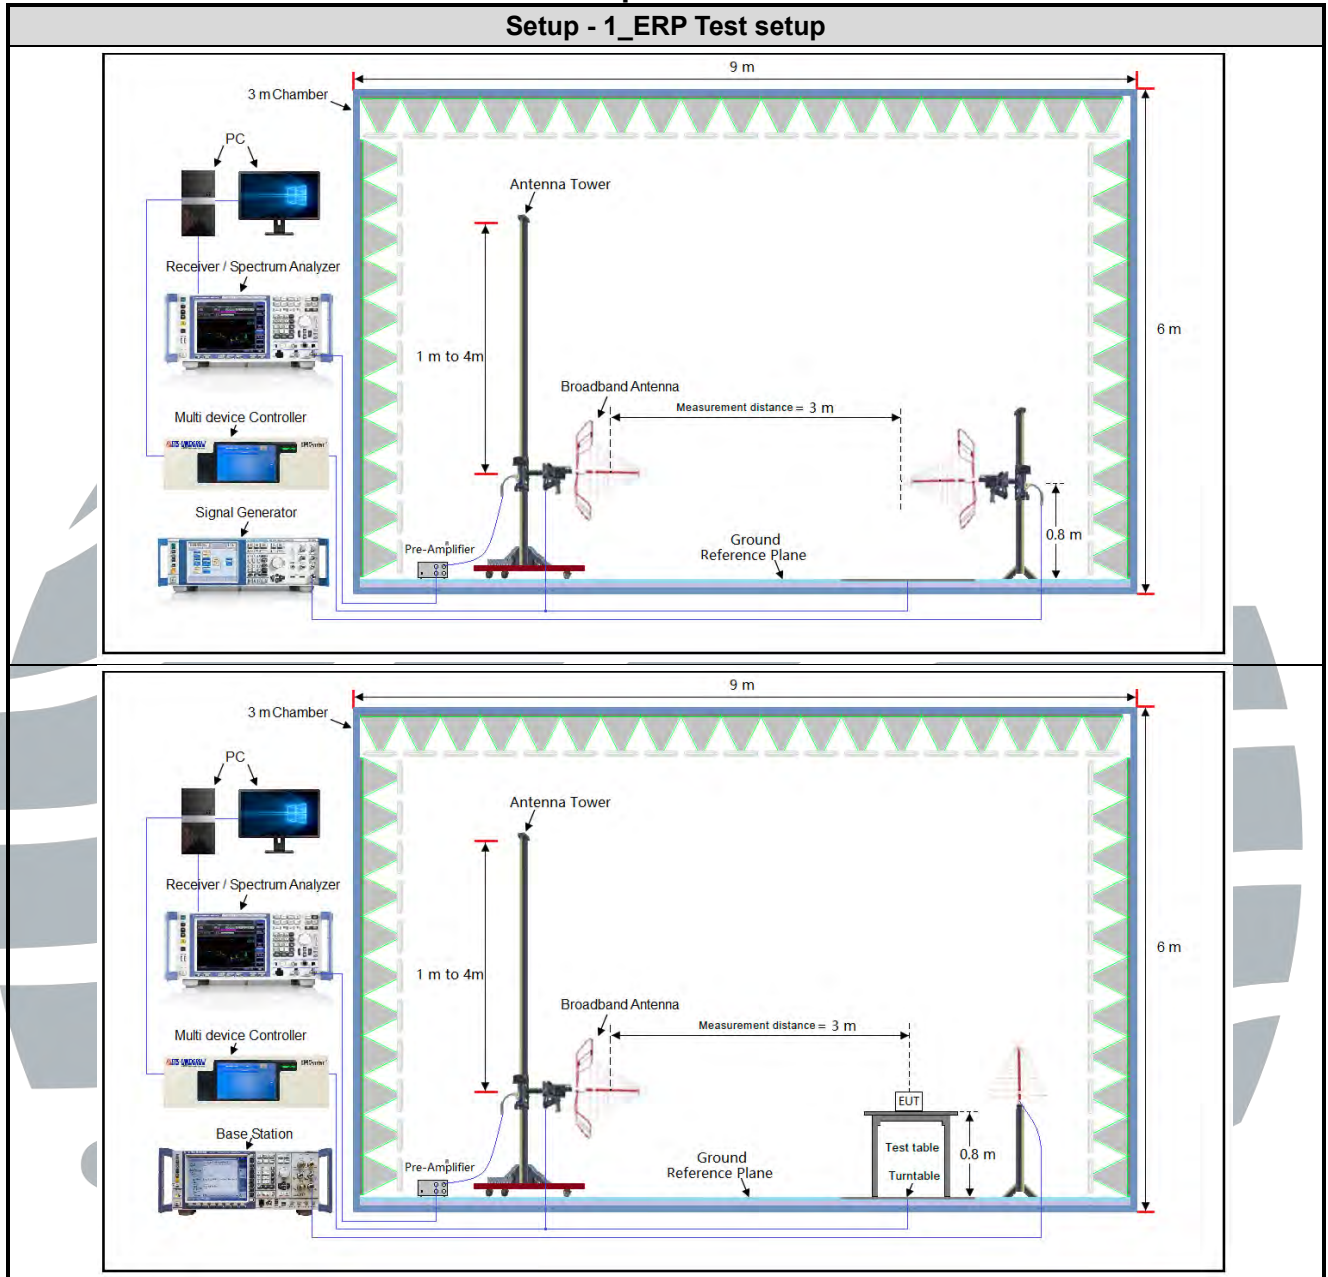 Setup - 1_ERP Test setup
9 m
3 m Chamber
PC
Antenna Tower
Receiver / Spectrum Analyzer
6 m
1 m to 4m
Broadband Antenna
Measurement distance = 3 m
Multi device Controller
Signal Generator
Pre-Amplifier
Ground
Reference Plane
0.8 m
9 m
3 m Chamber
PC
Antenna Tower
Receiver / Spectrum Analyzer
6 m
1 m to 4m
Broadband Antenna
Measurement distance = 3 m
Multi device Controller
EUT
Base Station
Test table
0.8 m
Ground
Reference Plane
Pre-Amplifier
Turntable